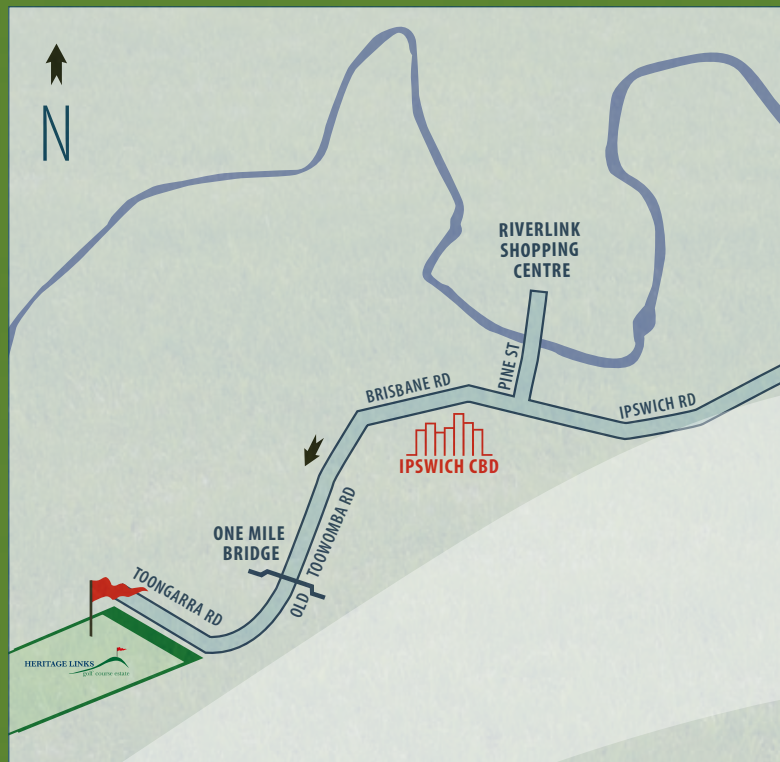 N
RIVERLINK
SHOPPING
CENTRE
PINE ST
BRISBANE RD
IPSWICH RD
IPSWICH CBD
OLD TOOWOMBA RD
ONE MILE
BRIDGE
TOONGARRA RD
HERITAGE LINKS
golf course estate